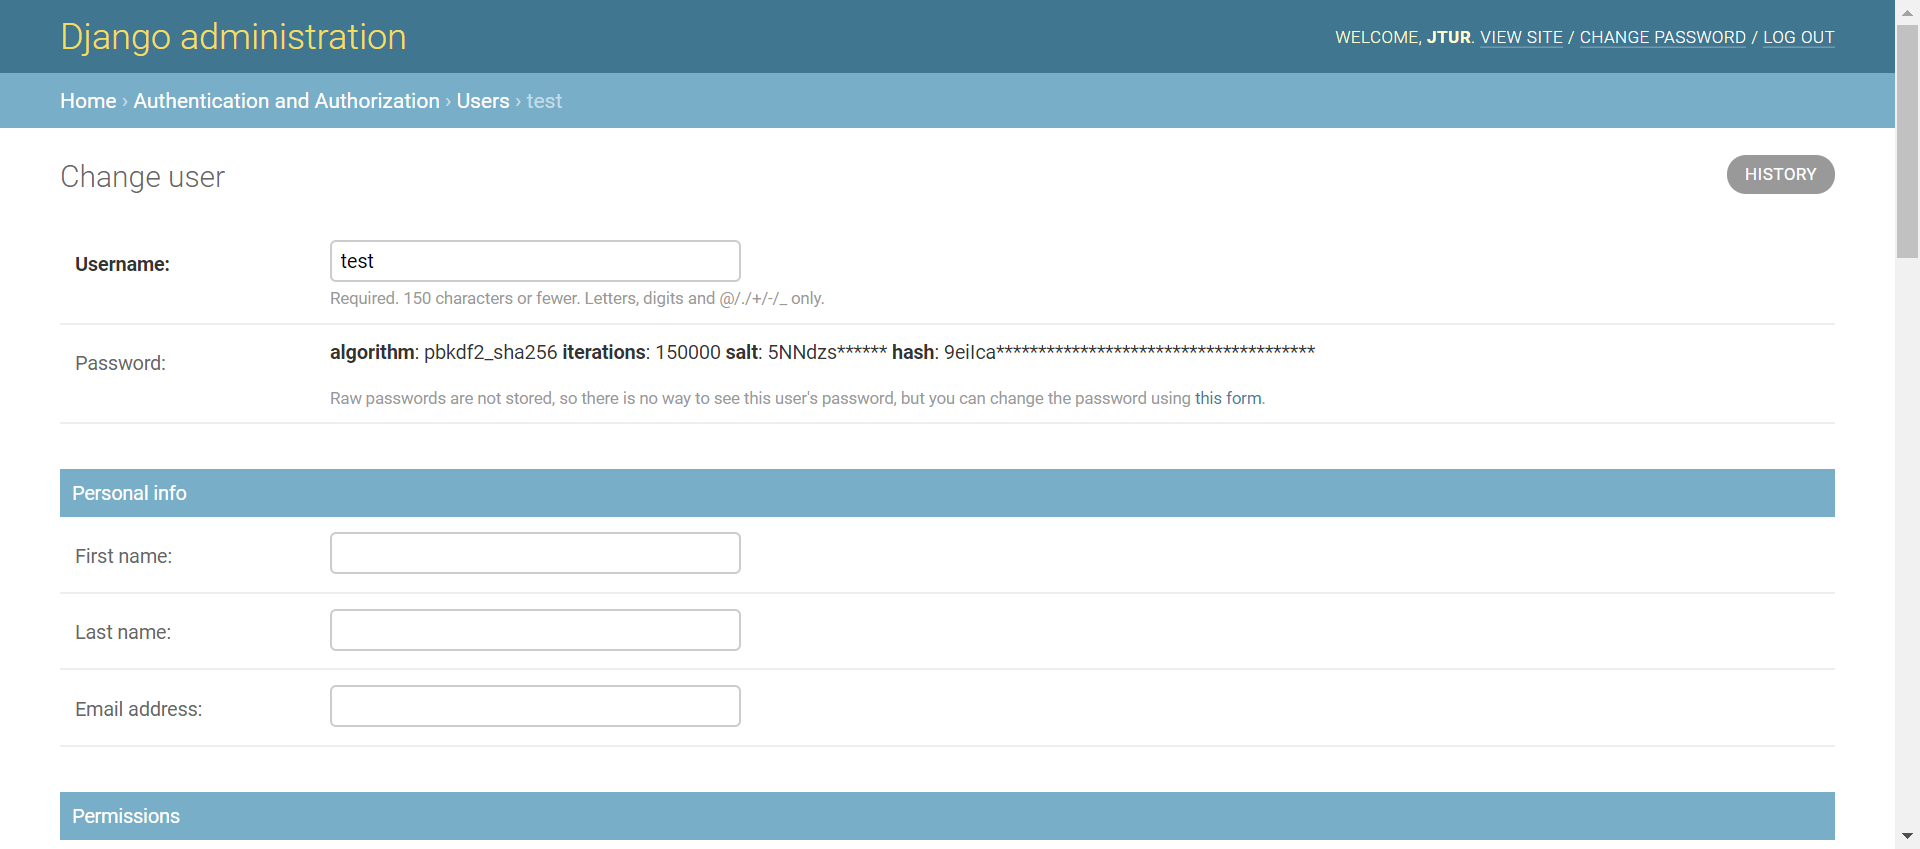 Django administration
WELCOME, JTUR. VIEW SITE / CHANGE PASSWORD / LOG OUT
Home › Authentication and Authorization › Users › test
Change user
HISTORY
Username:
test
Required. 150 characters or fewer. Letters, digits and @/./+/-/_ only.
Password:
algorithm: pbkdf2_sha256 iterations: 150000 salt: 5NNdzs****** hash: 9eiIca**************************************
Raw passwords are not stored, so there is no way to see this user's password, but you can change the password using this form.
Personal info
First name:
Last name:
Email address:
Permissions